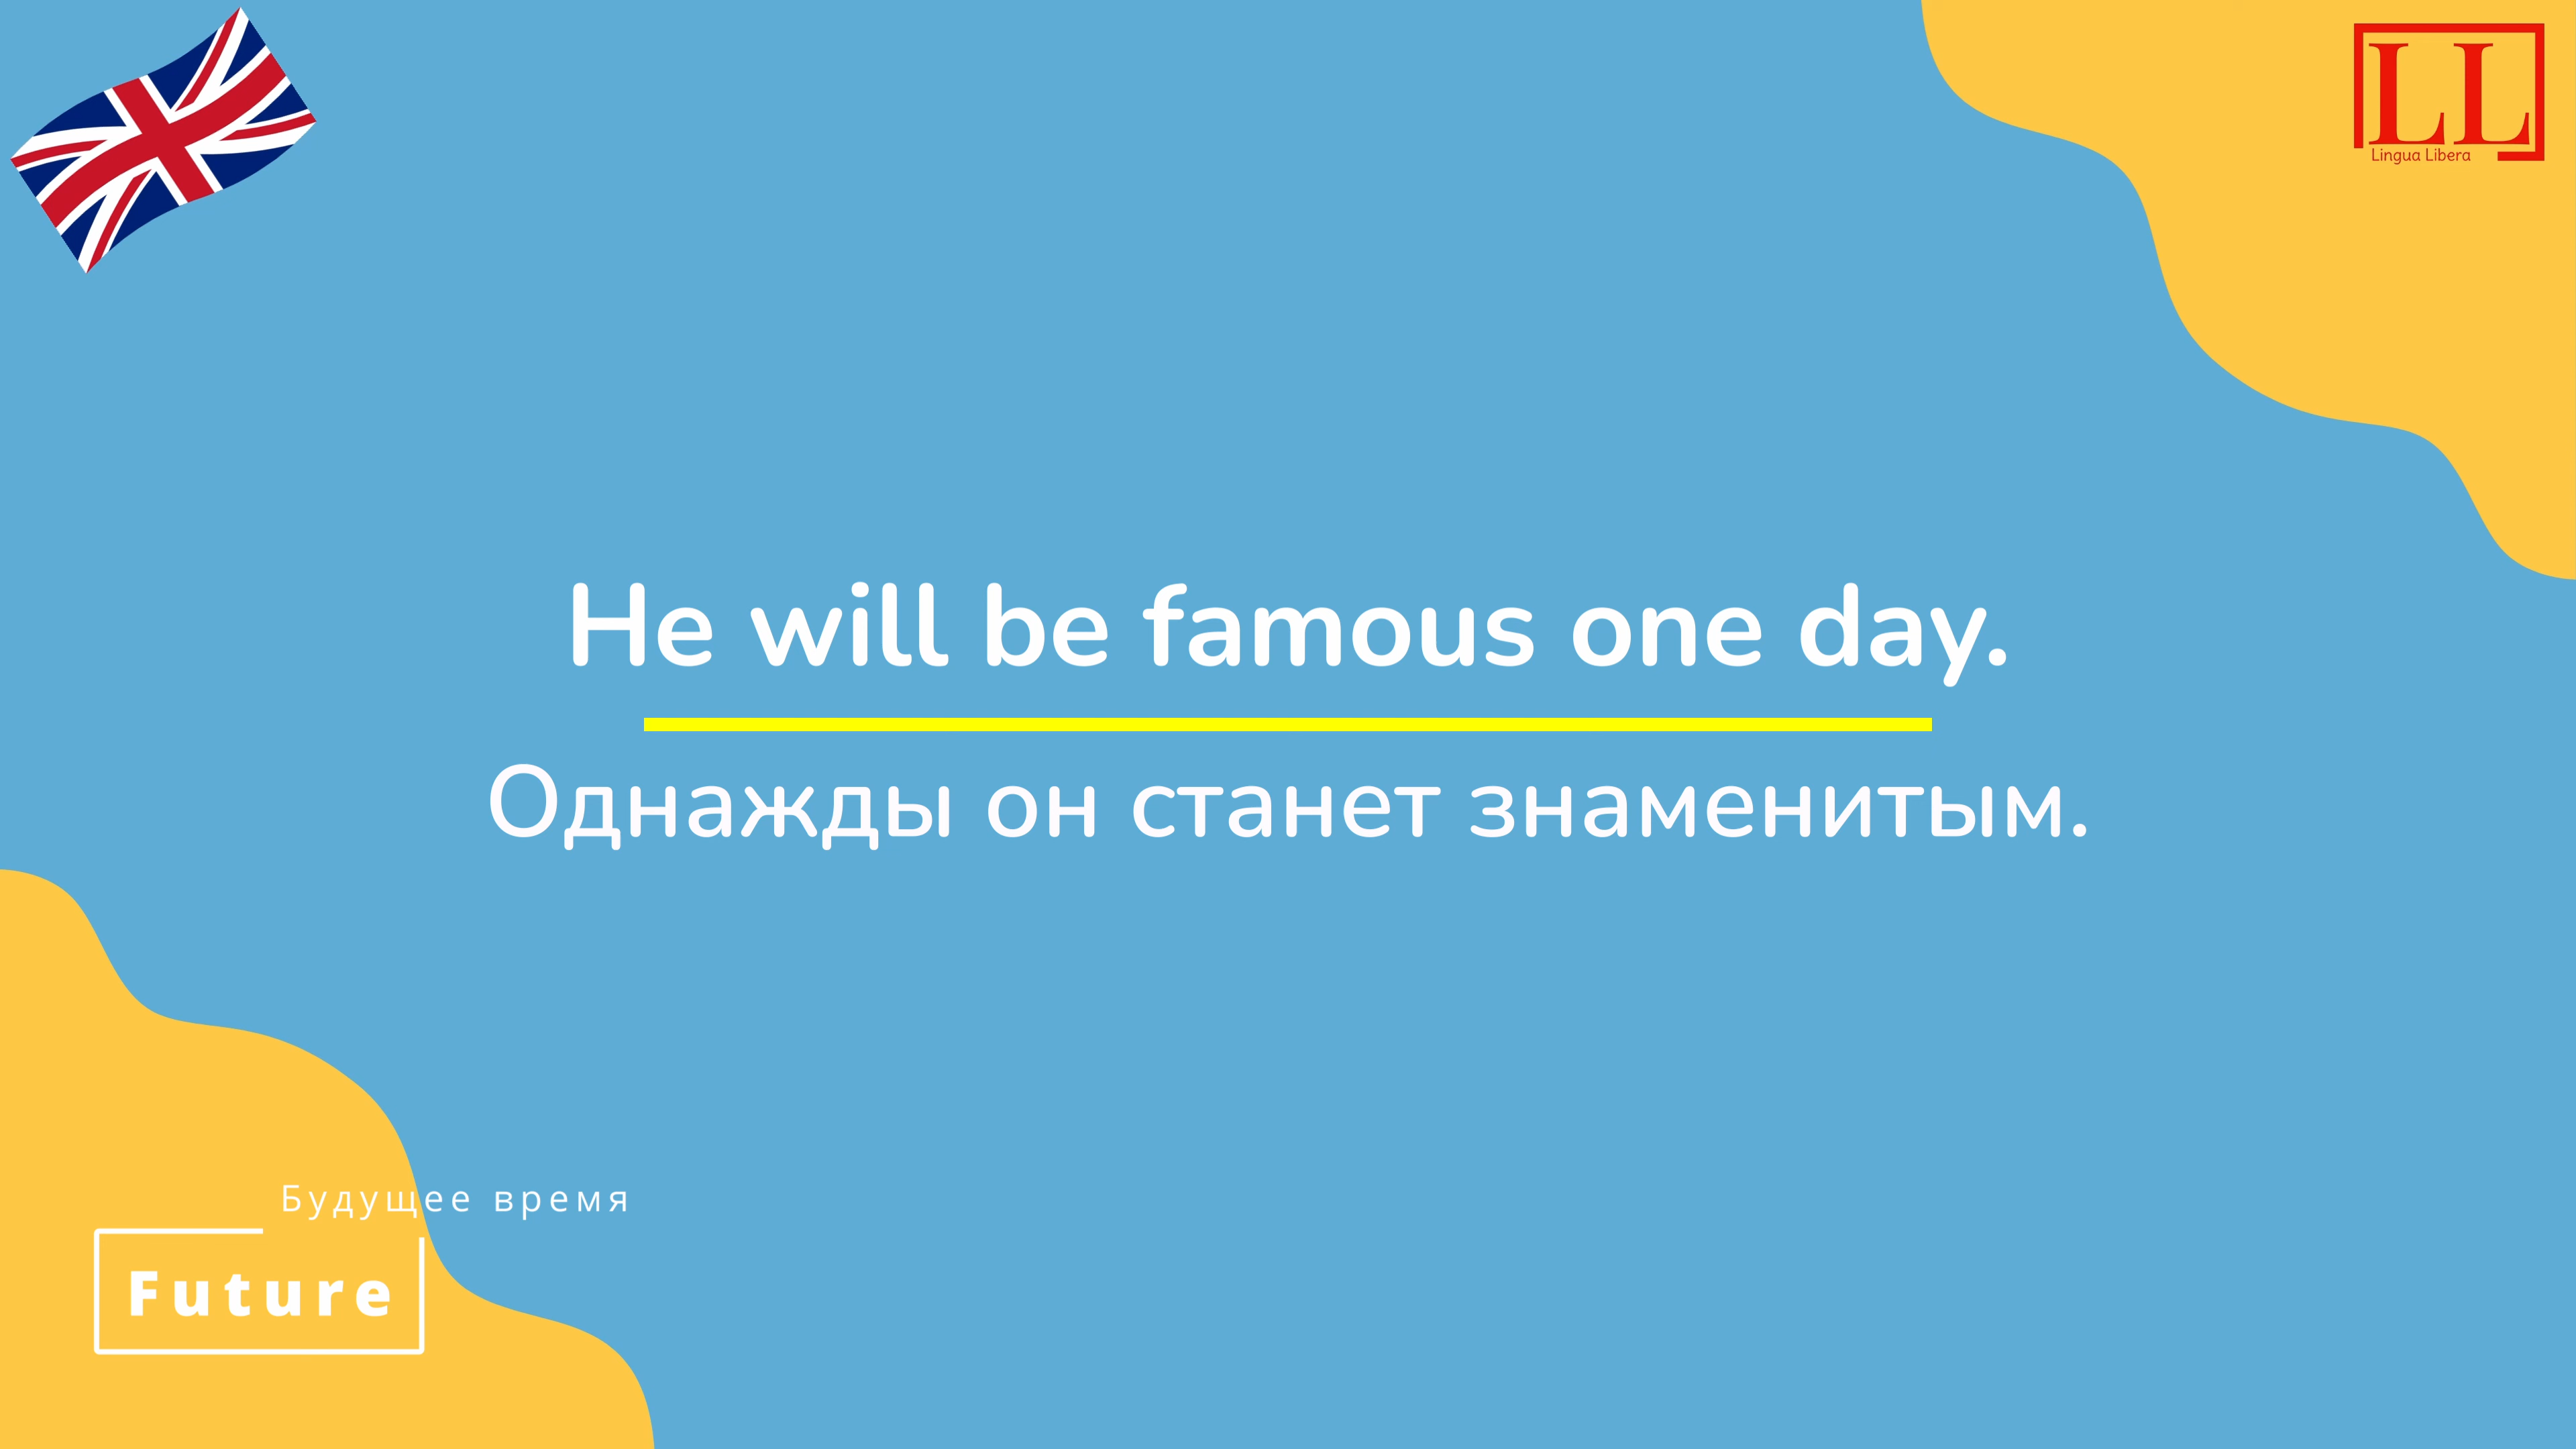 LL
Lingua Libera
He will be famous one day.
Однажды он станет знаменитым.
Будущее время
Future